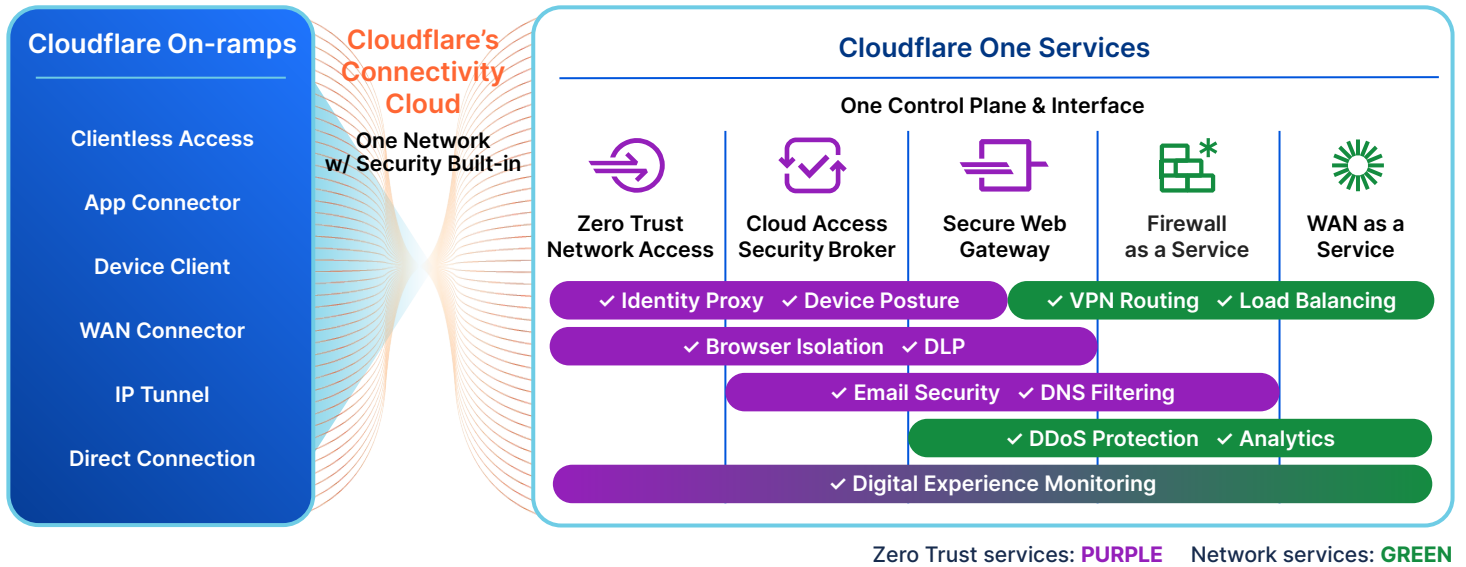 Cloudflare On-ramps
Clientless Access
App Connector
Device Client
WAN Connector
IP Tunnel
Direct Connection
Cloudflare’s
Connectivity
Cloud
One Network
w/ Security Built-in
Cloudflare One Services
One Control Plane & Interface
Zero Trust
Network Access
Cloud Access
Security Broker
Secure Web
Gateway
Firewall
as a Service
WAN as a
Service
✓ Identity Proxy ✓ Device Posture
✓ VPN Routing ✓ Load Balancing
✓ Browser Isolation ✓ DLP
✓ Email Security ✓ DNS Filtering
✓ DDoS Protection ✓ Analytics
✓ Digital Experience Monitoring
Zero Trust services: PURPLE Network services: GREEN